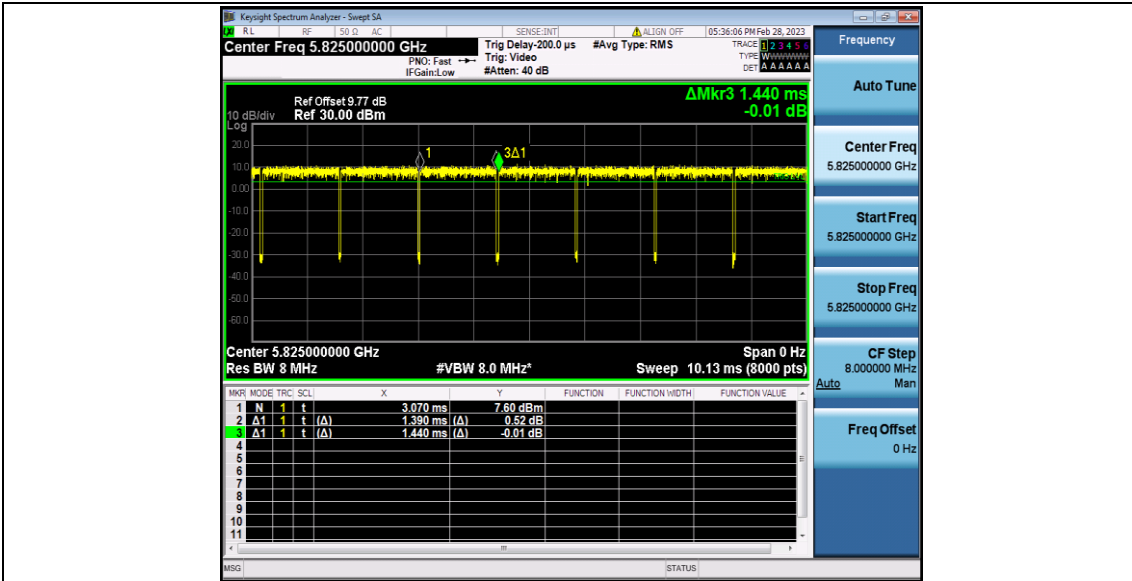 Keysight Spectrum Analyzer - Swept SA
RL RF 50 Ω AC SENSE:INT ALIGN OFF 05:36:06 PM Feb 28, 2023
Center Freq 5.825000000 GHz
PNO: Fast
IFGain:Low
Trig Delay-200.0 µs
Trig: Video
#Atten: 40 dB
#Avg Type: RMS
TRACE 1 2 3 4 5 6
TYPE WWWWWW
DET A A A A A A
Ref Offset 9.77 dB
10 dB/div Ref 30.00 dBm
Log
ΔMkr3 1.440 ms
-0.01 dB
20.0
10.0
0.00
-10.0
-20.0
-30.0
-40.0
-50.0
-60.0
1
3Δ1
Center 5.825000000 GHz Span 0 Hz
Res BW 8 MHz #VBW 8.0 MHz* Sweep 10.13 ms (8000 pts)
MKR MODE TRC SCL X Y FUNCTION FUNCTION WIDTH FUNCTION VALUE
1 N 1 t 3.070 ms 7.60 dBm
2 Δ1 1 t (Δ) 1.390 ms (Δ) 0.52 dB
3 Δ1 1 t (Δ) 1.440 ms (Δ) -0.01 dB
4
5
6
7
8
9
10
11
MSG STATUS
Frequency
Auto Tune
Center Freq
5.825000000 GHz
Start Freq
5.825000000 GHz
Stop Freq
5.825000000 GHz
CF Step
8.000000 MHz
Auto Man
Freq Offset
0 Hz